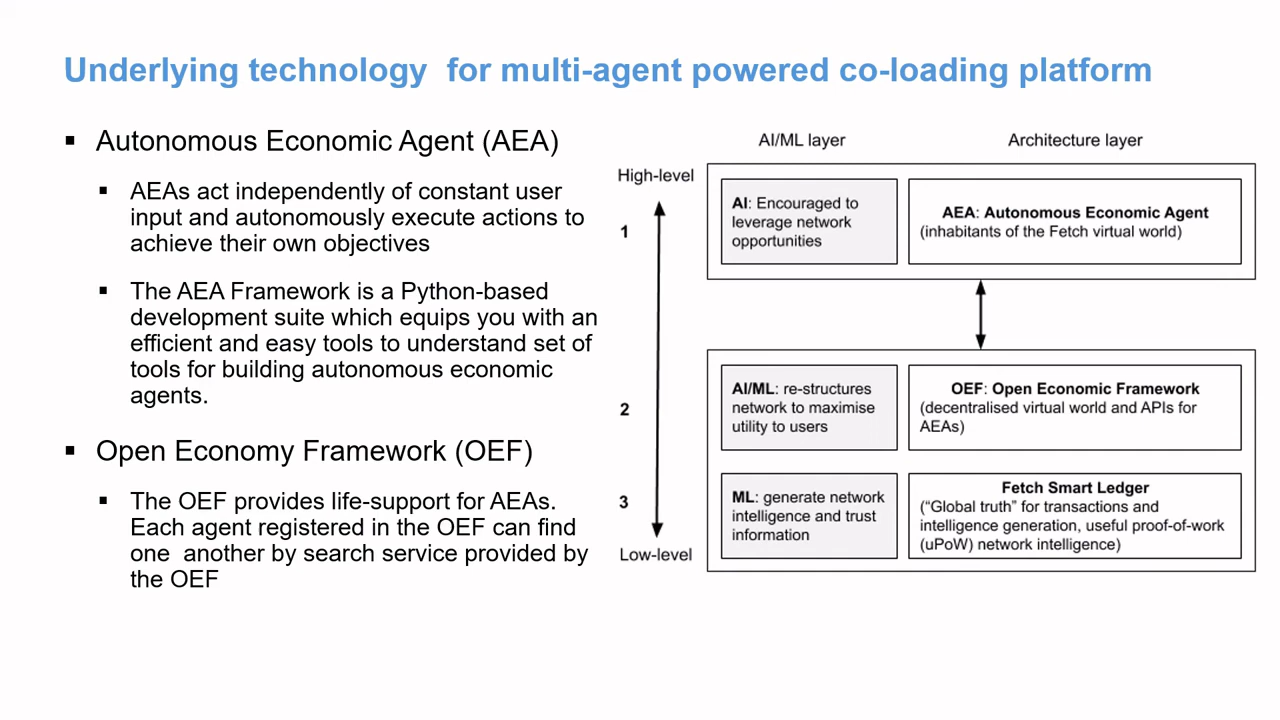 Underlying technology  for multi-agent powered co-loading platform
▪ Autonomous Economic Agent (AEA)
▪ AEAs act independently of constant user
input and autonomously execute actions to
achieve their own objectives
▪ The AEA Framework is a Python-based
development suite which equips you with an
efficient and easy tools to understand set of
tools for building autonomous economic
agents.
▪ Open Economy Framework (OEF)
▪ The OEF provides life-support for AEAs.
Each agent registered in the OEF can find
one  another by search service provided by
the OEF
AI/ML layer
Architecture layer
High-level
1
AI: Encouraged to
leverage network
opportunities
AEA: Autonomous Economic Agent
(inhabitants of the Fetch virtual world)
2
AI/ML: re-structures
network to maximise
utility to users
OEF: Open Economic Framework
(decentralised virtual world and APIs for
AEAs)
3
ML: generate network
intelligence and trust
information
Fetch Smart Ledger
(“Global truth” for transactions and
intelligence generation, useful proof-of-work
(uPoW) network intelligence)
Low-level